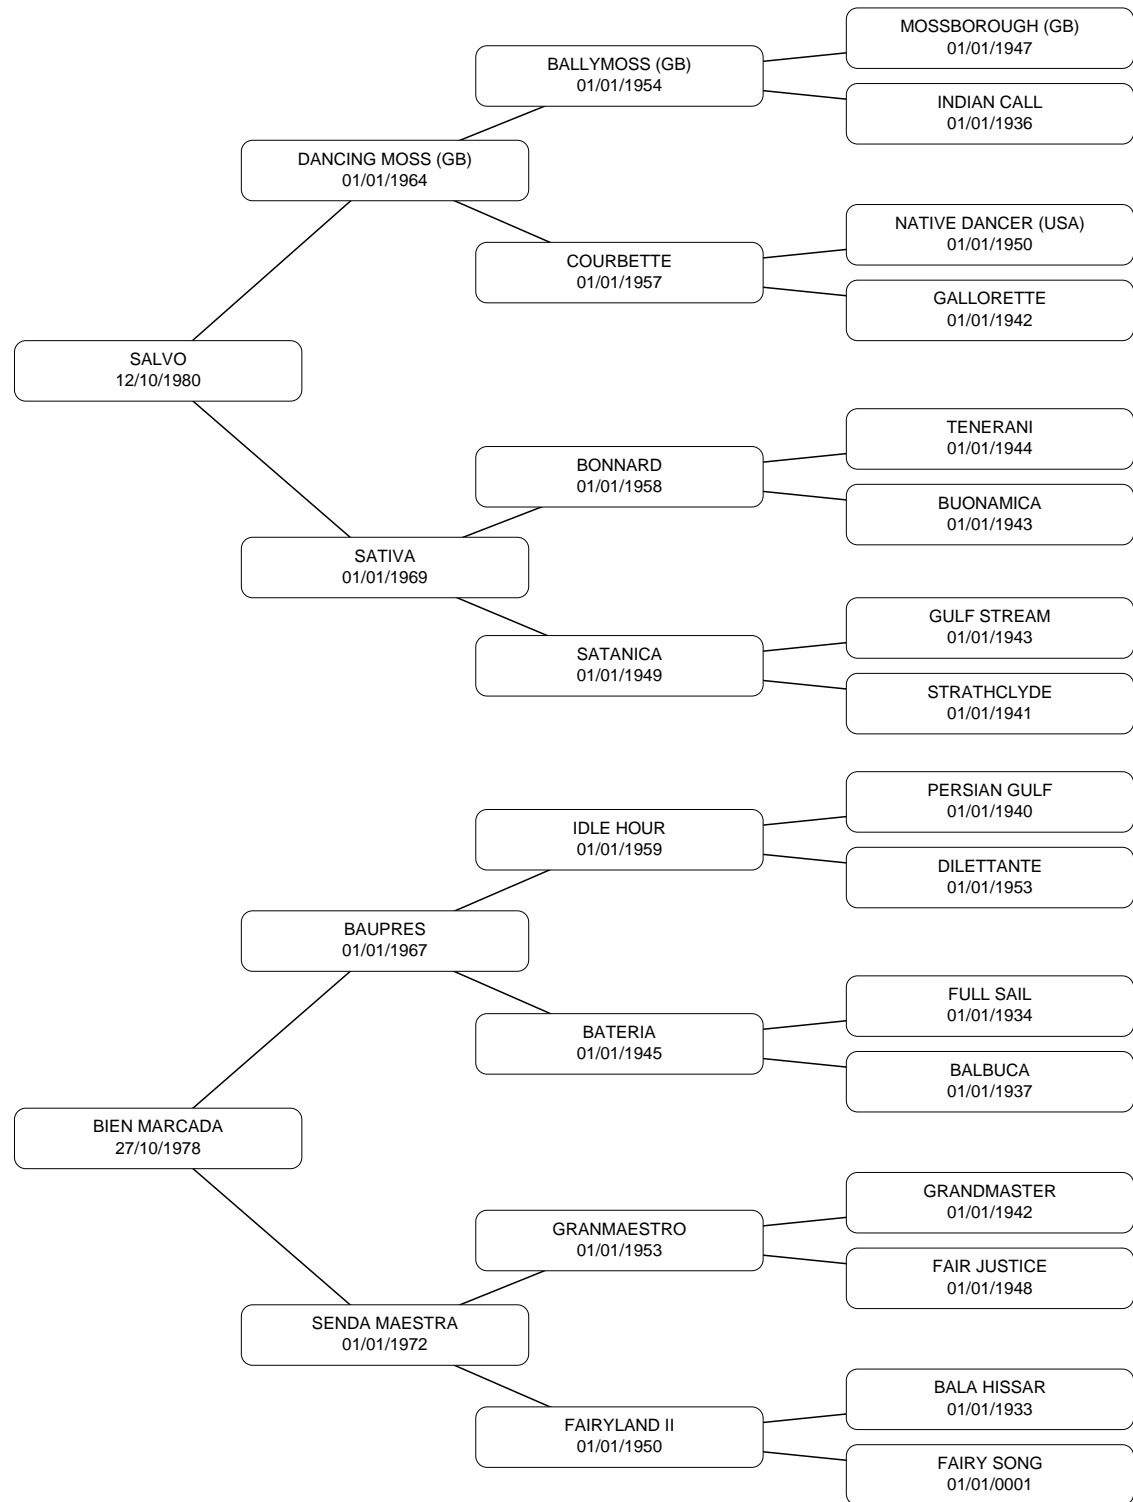 MOSSBOROUGH (GB)
01/01/1947
BALLYMOSS (GB)
01/01/1954
INDIAN CALL
01/01/1936
DANCING MOSS (GB)
01/01/1964
NATIVE DANCER (USA)
01/01/1950
COURBETTE
01/01/1957
GALLORETTE
01/01/1942
SALVO
12/10/1980
TENERANI
01/01/1944
BONNARD
01/01/1958
BUONAMICA
01/01/1943
SATIVA
01/01/1969
GULF STREAM
01/01/1943
SATANICA
01/01/1949
STRATHCLYDE
01/01/1941
PERSIAN GULF
01/01/1940
IDLE HOUR
01/01/1959
DILETTANTE
01/01/1953
BAUPRES
01/01/1967
FULL SAIL
01/01/1934
BATERIA
01/01/1945
BALBUCA
01/01/1937
BIEN MARCADA
27/10/1978
GRANDMASTER
01/01/1942
GRANMAESTRO
01/01/1953
FAIR JUSTICE
01/01/1948
SENDA MAESTRA
01/01/1972
BALA HISSAR
01/01/1933
FAIRYLAND II
01/01/1950
FAIRY SONG
01/01/0001